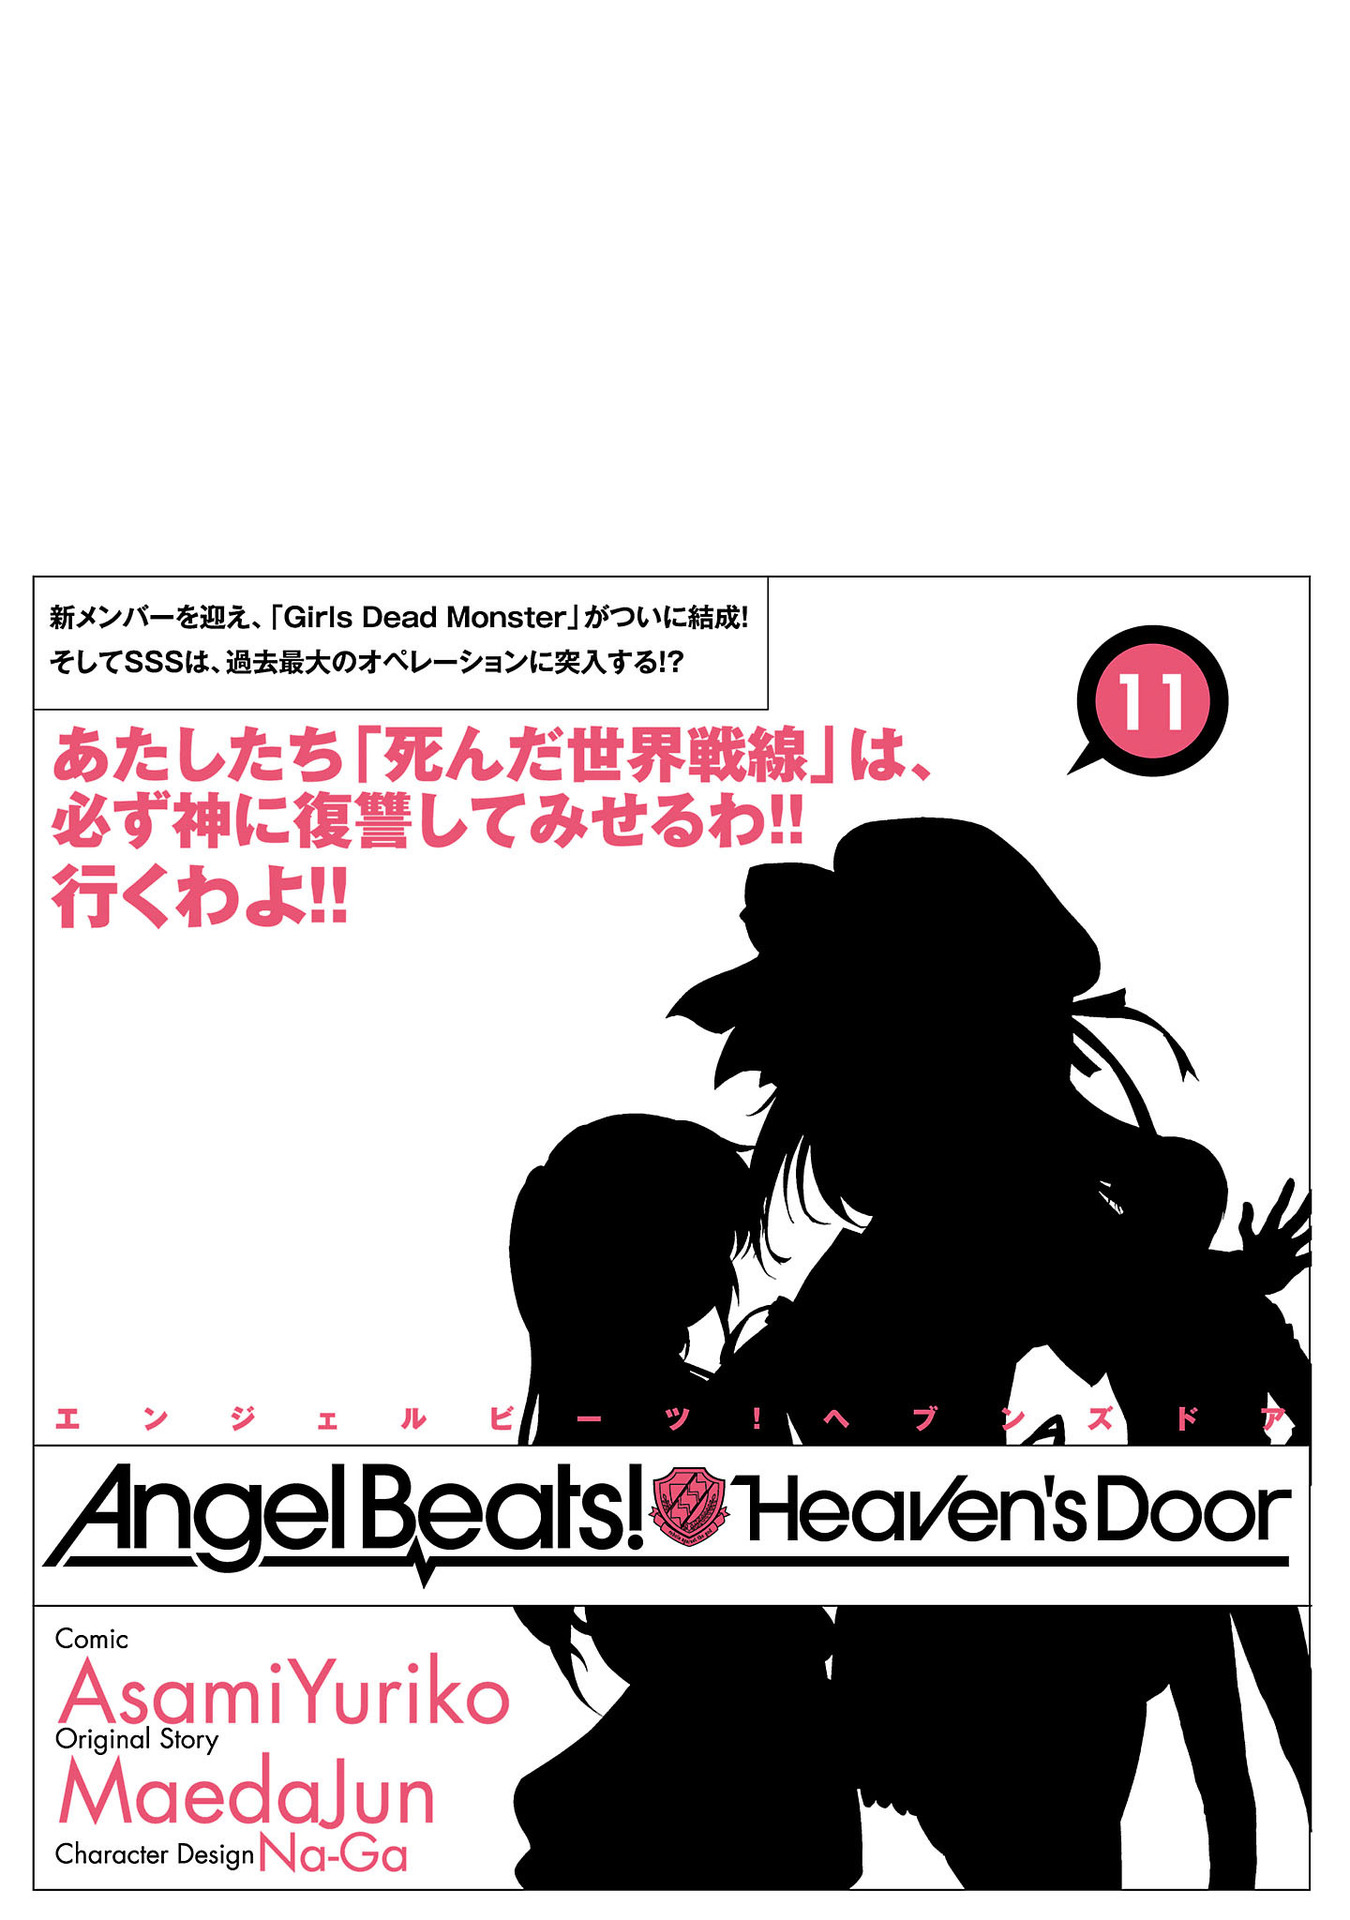 新メンバーを迎え、「Girls Dead Monster」がついに結成!
そしてSSSは、過去最大のオペレーションに突入する!?
11
あたしたち「死んだ世界戦線」は、
必ず神に復讐してみせるわ!!
行くわよ!!
エンジェルビーツ!ヘブンズドア
Angel Beats! Heaven's Door
Comic
AsamiYuriko
Original Story
MaedaJun
Character Design Na-Ga